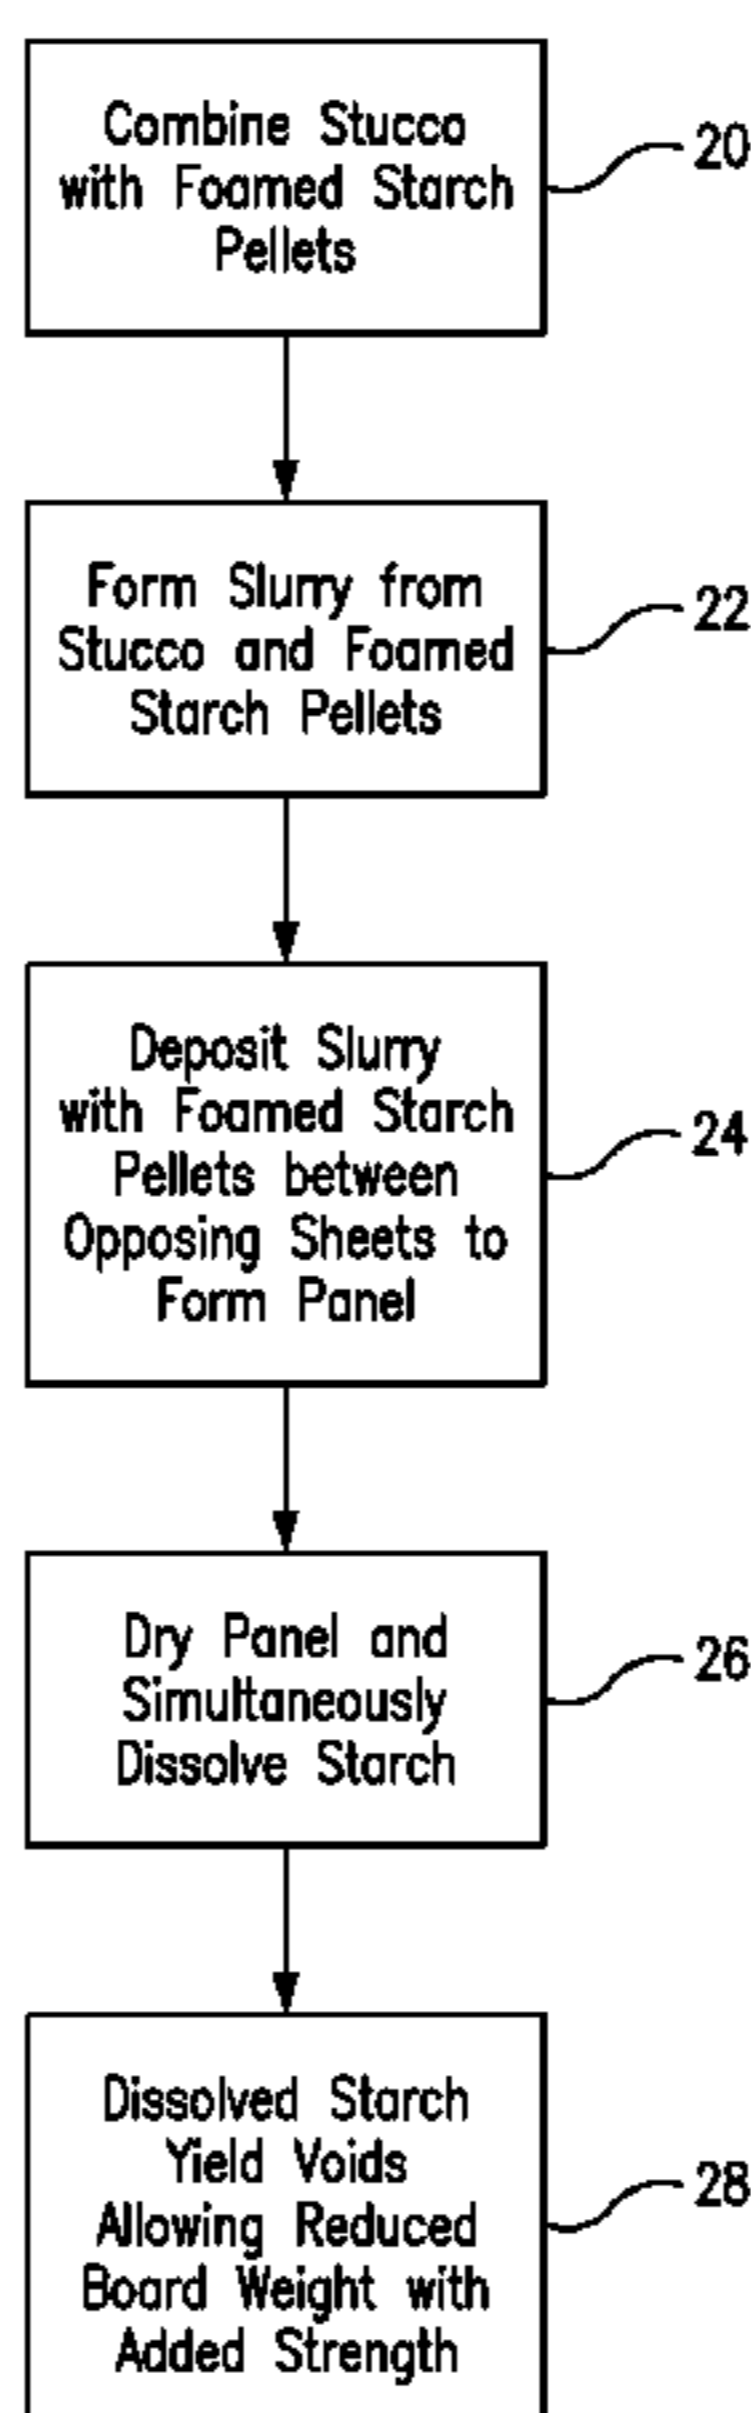 Combine Stucco
with Foamed Starch
Pellets
20
Form Slurry from
Stucco and Foamed
Starch Pellets
22
Deposit Slurry
with Foamed Starch
Pellets between
Opposing Sheets to
Form Panel
24
Dry Panel and
Simultaneously
Dissolve Starch
26
Dissolved Starch
Yield Voids
Allowing Reduced
Board Weight with
Added Strength
28